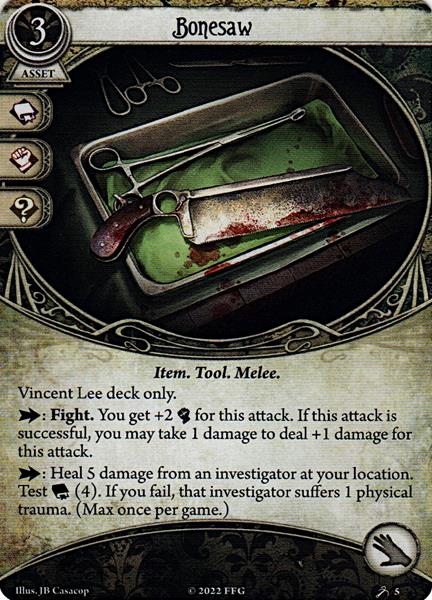 3
Bonesaw
ASSET
?
Item. Tool. Melee.
Vincent Lee deck only.
: Fight. You get +2 for this attack. If this attack is
successful, you may take 1 damage to deal +1 damage for
this attack.
: Heal 5 damage from an investigator at your location.
Test (4). If you fail, that investigator suffers 1 physical
trauma. (Max once per game.)
Illus. JB Casacop
© 2022 FFG
5